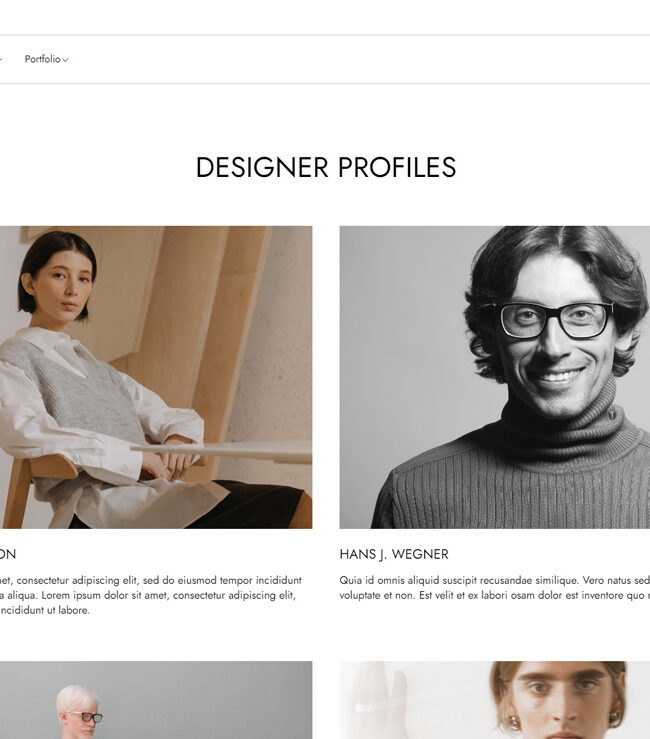 Portfolio
DESIGNER PROFILES
ON
HANS J. WEGNER
consectetur adipiscing elit, sed do eiusmod tempor incididunt
a aliqua. Lorem ipsum dolor sit amet, consectetur adipiscing elit,
incididunt ut labore.
Quia id omnis aliquid suscipit recusandae similique. Vero natus sed
voluptate et non. Est velit et ex labori osam dolor est inventore quo